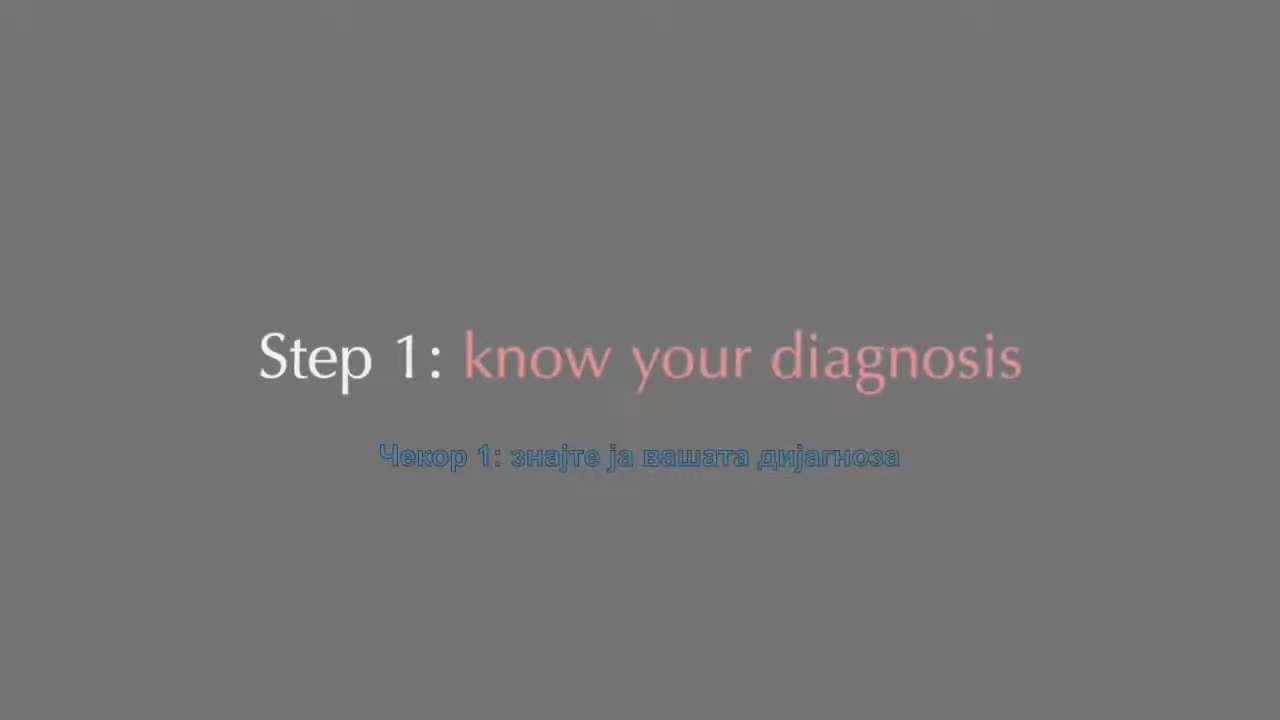 Step 1: know your diagnosis
Чекор 1: знајте ја вашата дијагноза